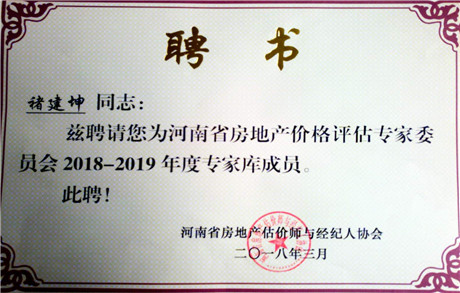 聘书
褚建坤 同志：
兹聘请您为河南省房地产价格评估专家委
员会2018-2019年度专家库成员。
此聘！
河南省房地产估价师与经纪人协会
二〇一八年三月